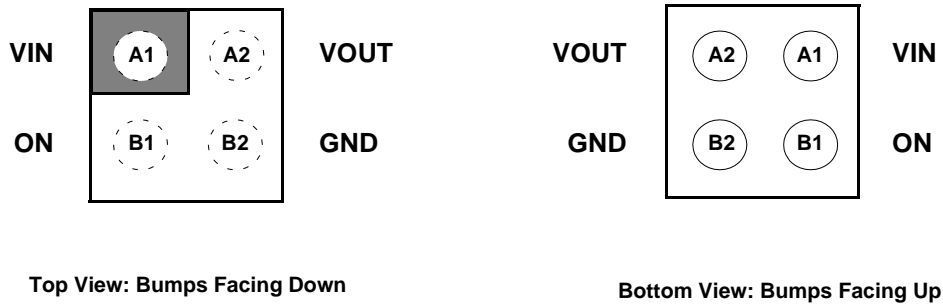 VIN A1 A2 VOUT
ON B1 B2 GND
Top View: Bumps Facing Down
VOUT A2 A1 VIN
GND B2 B1 ON
Bottom View: Bumps Facing Up